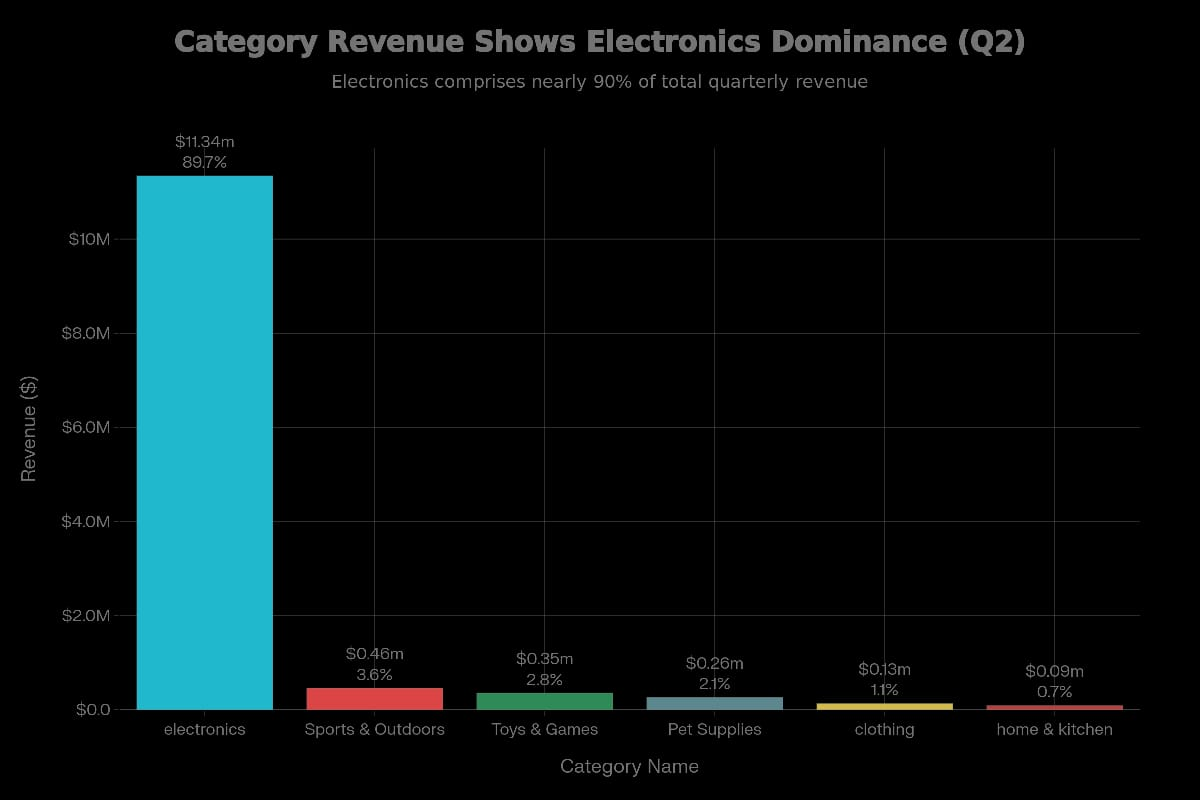 Category Revenue Shows Electronics Dominance (Q2)
Electronics comprises nearly 90% of total quarterly revenue
$11.34m
89.7%
$10M
$8.0M
$6.0M
$4.0M
$2.0M
$0.0
Revenue ($)
$0.46m
3.6%
$0.35m
2.8%
$0.26m
2.1%
$0.13m
1.1%
$0.09m
0.7%
electronics
Sports & Outdoors
Toys & Games
Pet Supplies
clothing
home & kitchen
Category Name